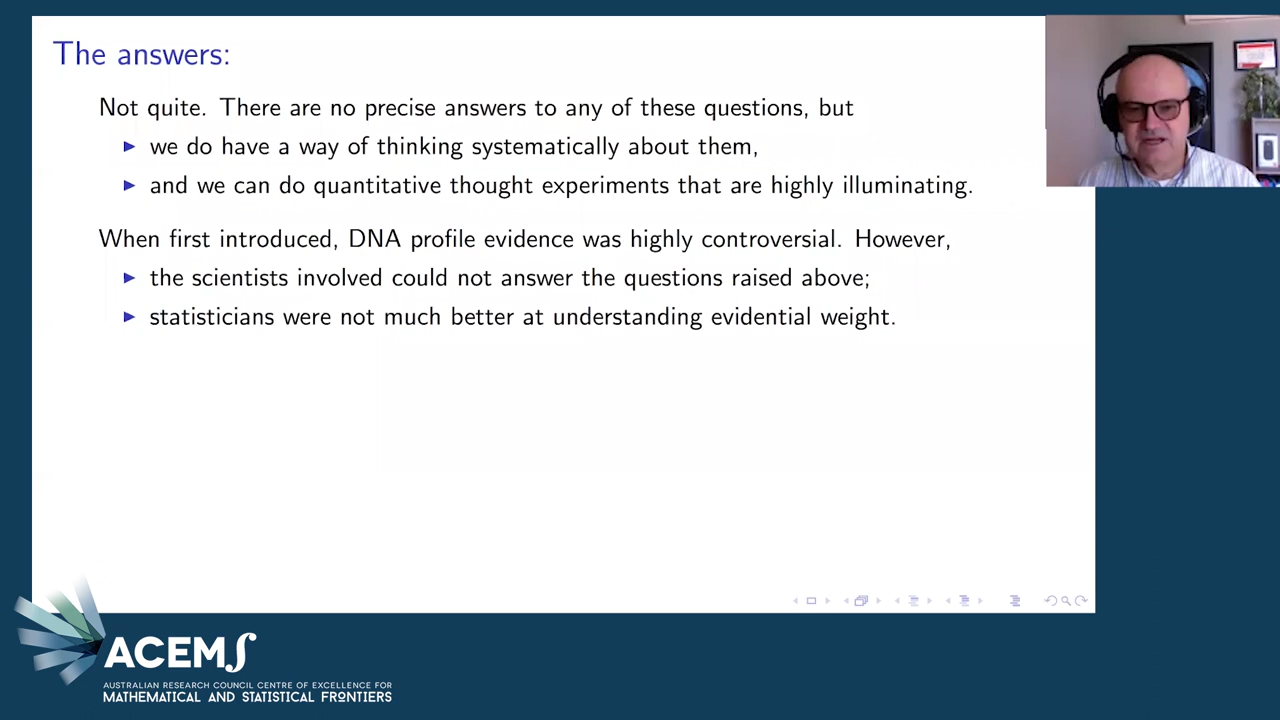 The answers:
Not quite. There are no precise answers to any of these questions, but
we do have a way of thinking systematically about them,
and we can do quantitative thought experiments that are highly illuminating.
When first introduced, DNA profile evidence was highly controversial. However,
the scientists involved could not answer the questions raised above;
statisticians were not much better at understanding evidential weight.
ACEMS
AUSTRALIAN RESEARCH COUNCIL CENTRE OF EXCELLENCE FOR
MATHEMATICAL AND STATISTICAL FRONTIERS